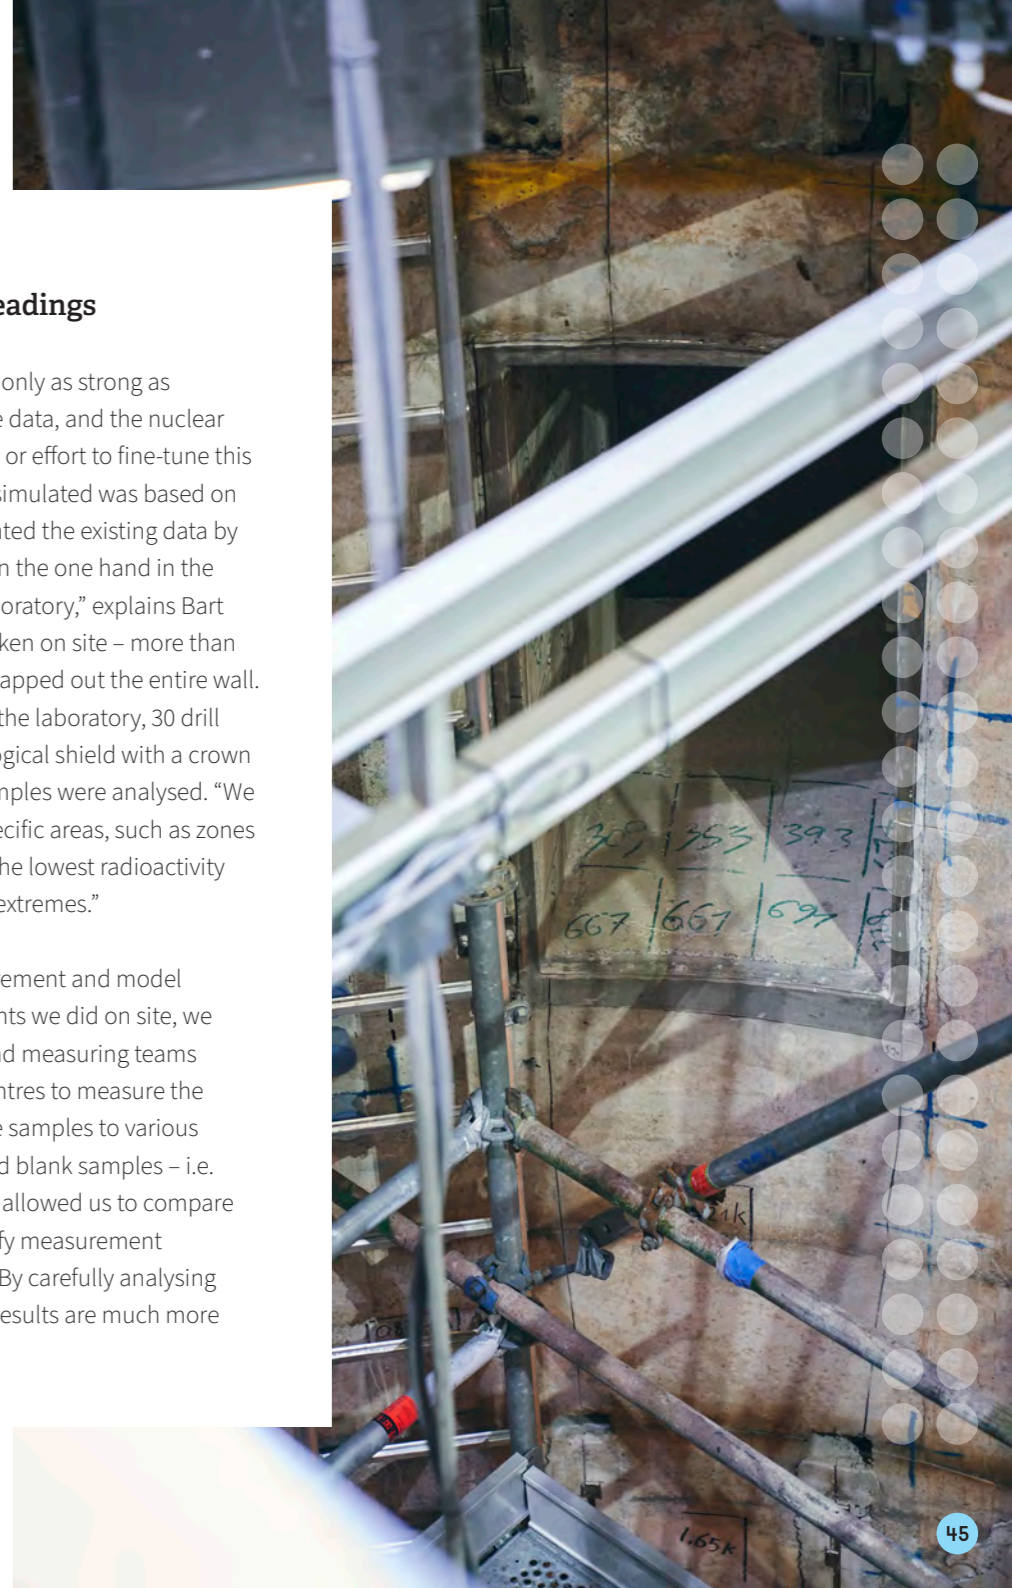 eadings
only as strong as
e data, and the nuclear
or effort to fine-tune this
simulated was based on
ated the existing data by
n the one hand in the
oratory,” explains Bart
ken on site – more than
apped out the entire wall.
the laboratory, 30 drill
ogical shield with a crown
mples were analysed. “We
ecific areas, such as zones
he lowest radioactivity
extremes.”
rement and model
nts we did on site, we
nd measuring teams
ntres to measure the
e samples to various
d blank samples – i.e.
allowed us to compare
fy measurement
By carefully analysing
esults are much more
353 393
667 667
1.65K
45